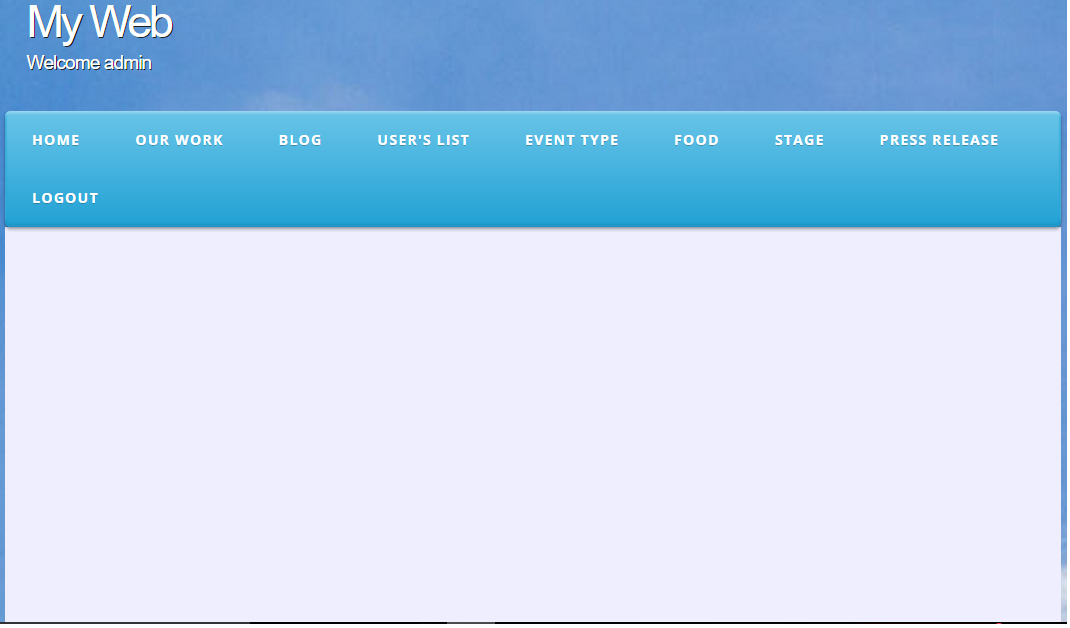 My Web
Welcome admin
HOME OUR WORK BLOG USER'S LIST EVENT TYPE FOOD STAGE PRESS RELEASE
LOGOUT